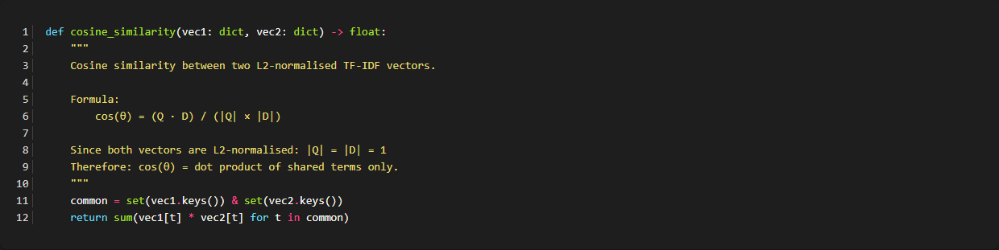 1 def cosine_similarity(vec1: dict, vec2: dict) -> float:
2     """
3     Cosine similarity between two L2-normalised TF-IDF vectors.
4
5     Formula:
6         cos(θ) = (Q · D) / (|Q| × |D|)
7
8     Since both vectors are L2-normalised: |Q| = |D| = 1
9     Therefore: cos(θ) = dot product of shared terms only.
10     """
11     common = set(vec1.keys()) & set(vec2.keys())
12     return sum(vec1[t] * vec2[t] for t in common)